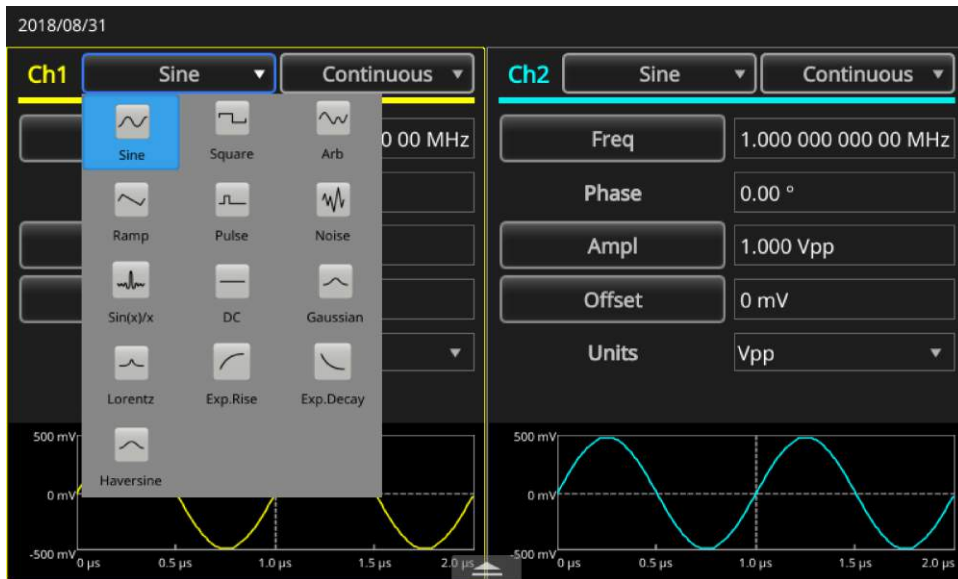 2018/08/31
Ch1 Sine Continuous Ch2 Sine Continuous
Sine Square Arb 0 00 MHz Freq 1.000 000 000 00 MHz
Phase 0.00 °
Ramp Pulse Noise
Ampl 1.000 Vpp
Sin(x)/x DC Gaussian Offset 0 mV
Units Vpp
Lorentz Exp.Rise Exp.Decay
500 mV 500 mV
Haversine
0 mV 0 mV
-500 mV -500 mV
0 µs 0.5 µs 1.0 µs 1.5 µs 2.0 µs 0 µs 0.5 µs 1.0 µs 1.5 µs 2.0 µs